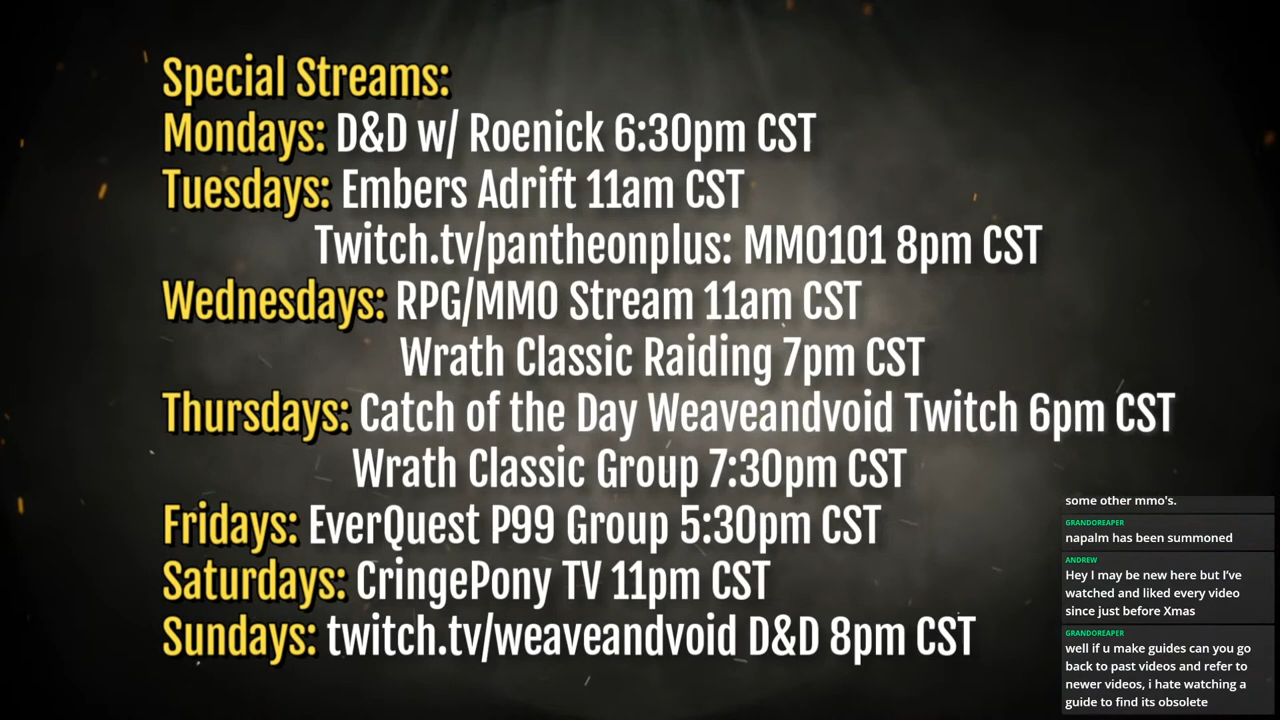 Special Streams:
Mondays: D&D w/ Roenick 6:30pm CST
Tuesdays: Embers Adrift 11am CST
Twitch.tv/pantheonplus: MMO101 8pm CST
Wednesdays: RPG/MMO Stream 11am CST
Wrath Classic Raiding 7pm CST
Thursdays: Catch of the Day Weaveandvoid Twitch 6pm CST
Wrath Classic Group 7:30pm CST
Fridays: EverQuest P99 Group 5:30pm CST
Saturdays: CringePony TV 11pm CST
Sundays: twitch.tv/weaveandvoid D&D 8pm CST
some other mmo's.
GRANDOREAPER
napalm has been summoned
ANDREW
Hey I may be new here but I've
watched and liked every video
since just before Xmas
GRANDOREAPER
well if u make guides can you go
back to past videos and refer to
newer videos, i hate watching a
guide to find its obsolete